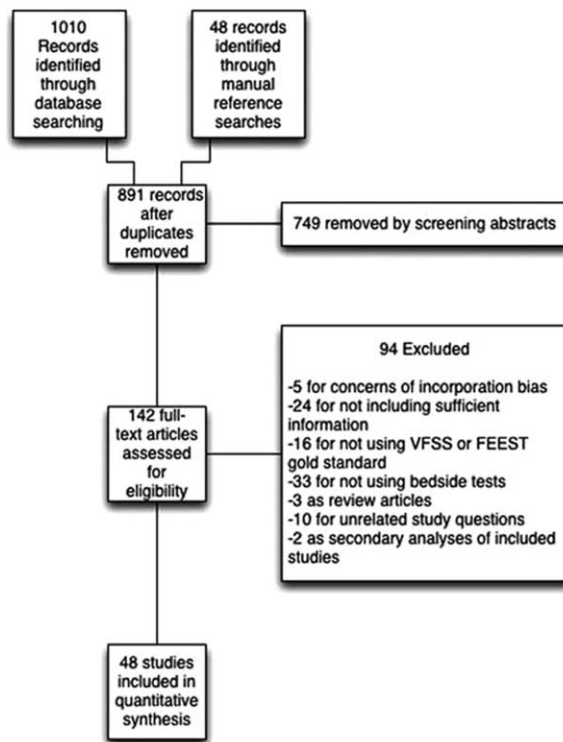 1010
Records
identified
through
database
searching
48 records
identified
through
manual
reference
searches
891 records
after
duplicates
removed
749 removed by screening abstracts
94 Excluded
-5 for concerns of incorporation bias
-24 for not including sufficient
information
-16 for not using VFSS or FEEST
gold standard
-33 for not using bedside tests
-3 as review articles
-10 for unrelated study questions
-2 as secondary analyses of included
studies
142 full-
text articles
assessed
for
eligibility
48 studies
included in
quantitative
synthesis